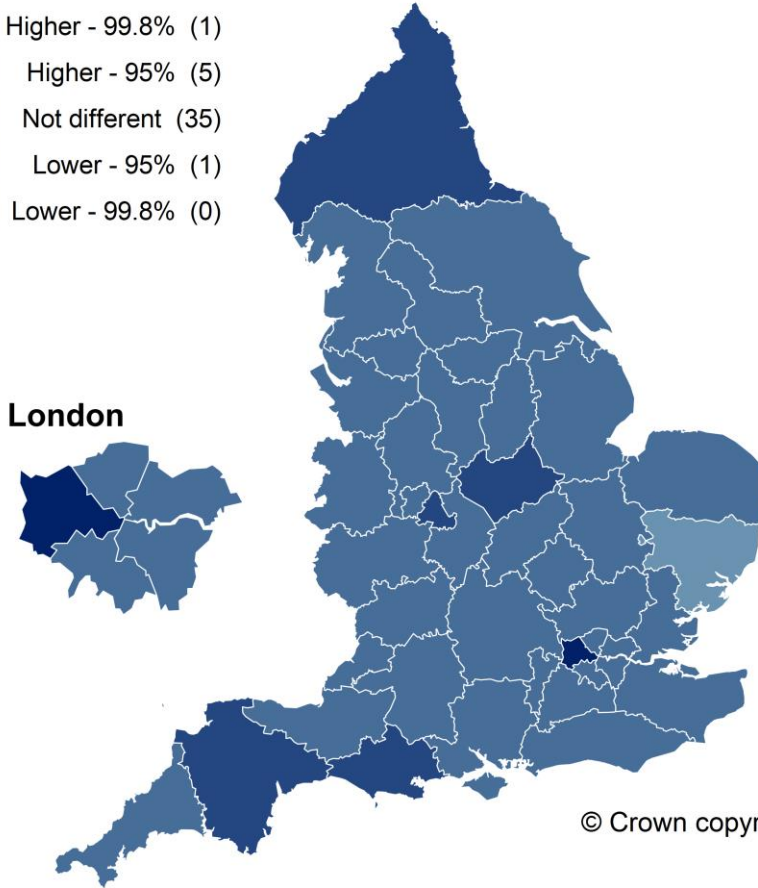 Higher - 99.8% (1)
Higher - 95% (5)
Not different (35)
Lower - 95% (1)
Lower - 99.8% (0)
London
© Crown copyr